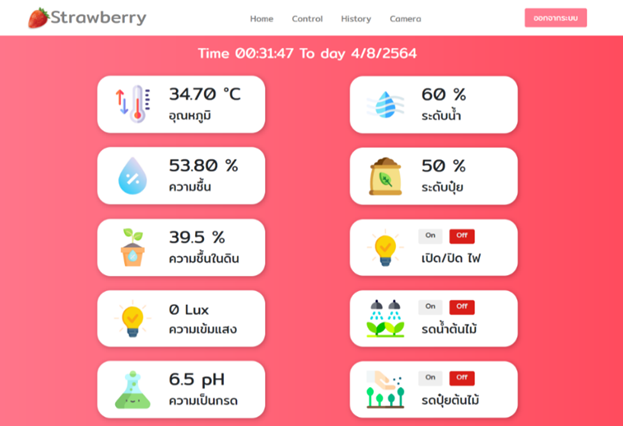 Strawberry
Home Control History Camera
ออกจากระบบ
Time 00:31:47 To day 4/8/2564
34.70 °C
อุณหภูมิ
60 %
ระดับน้ำ
53.80 %
ความชื้น
50 %
ระดับปุ๋ย
39.5 %
ความชื้นในดิน
On Off
เปิด/ปิด ไฟ
0 Lux
ความเข้มแสง
On Off
รดน้ำต้นไม้
6.5 pH
ความเป็นกรด
On Off
รดปุ๋ยต้นไม้